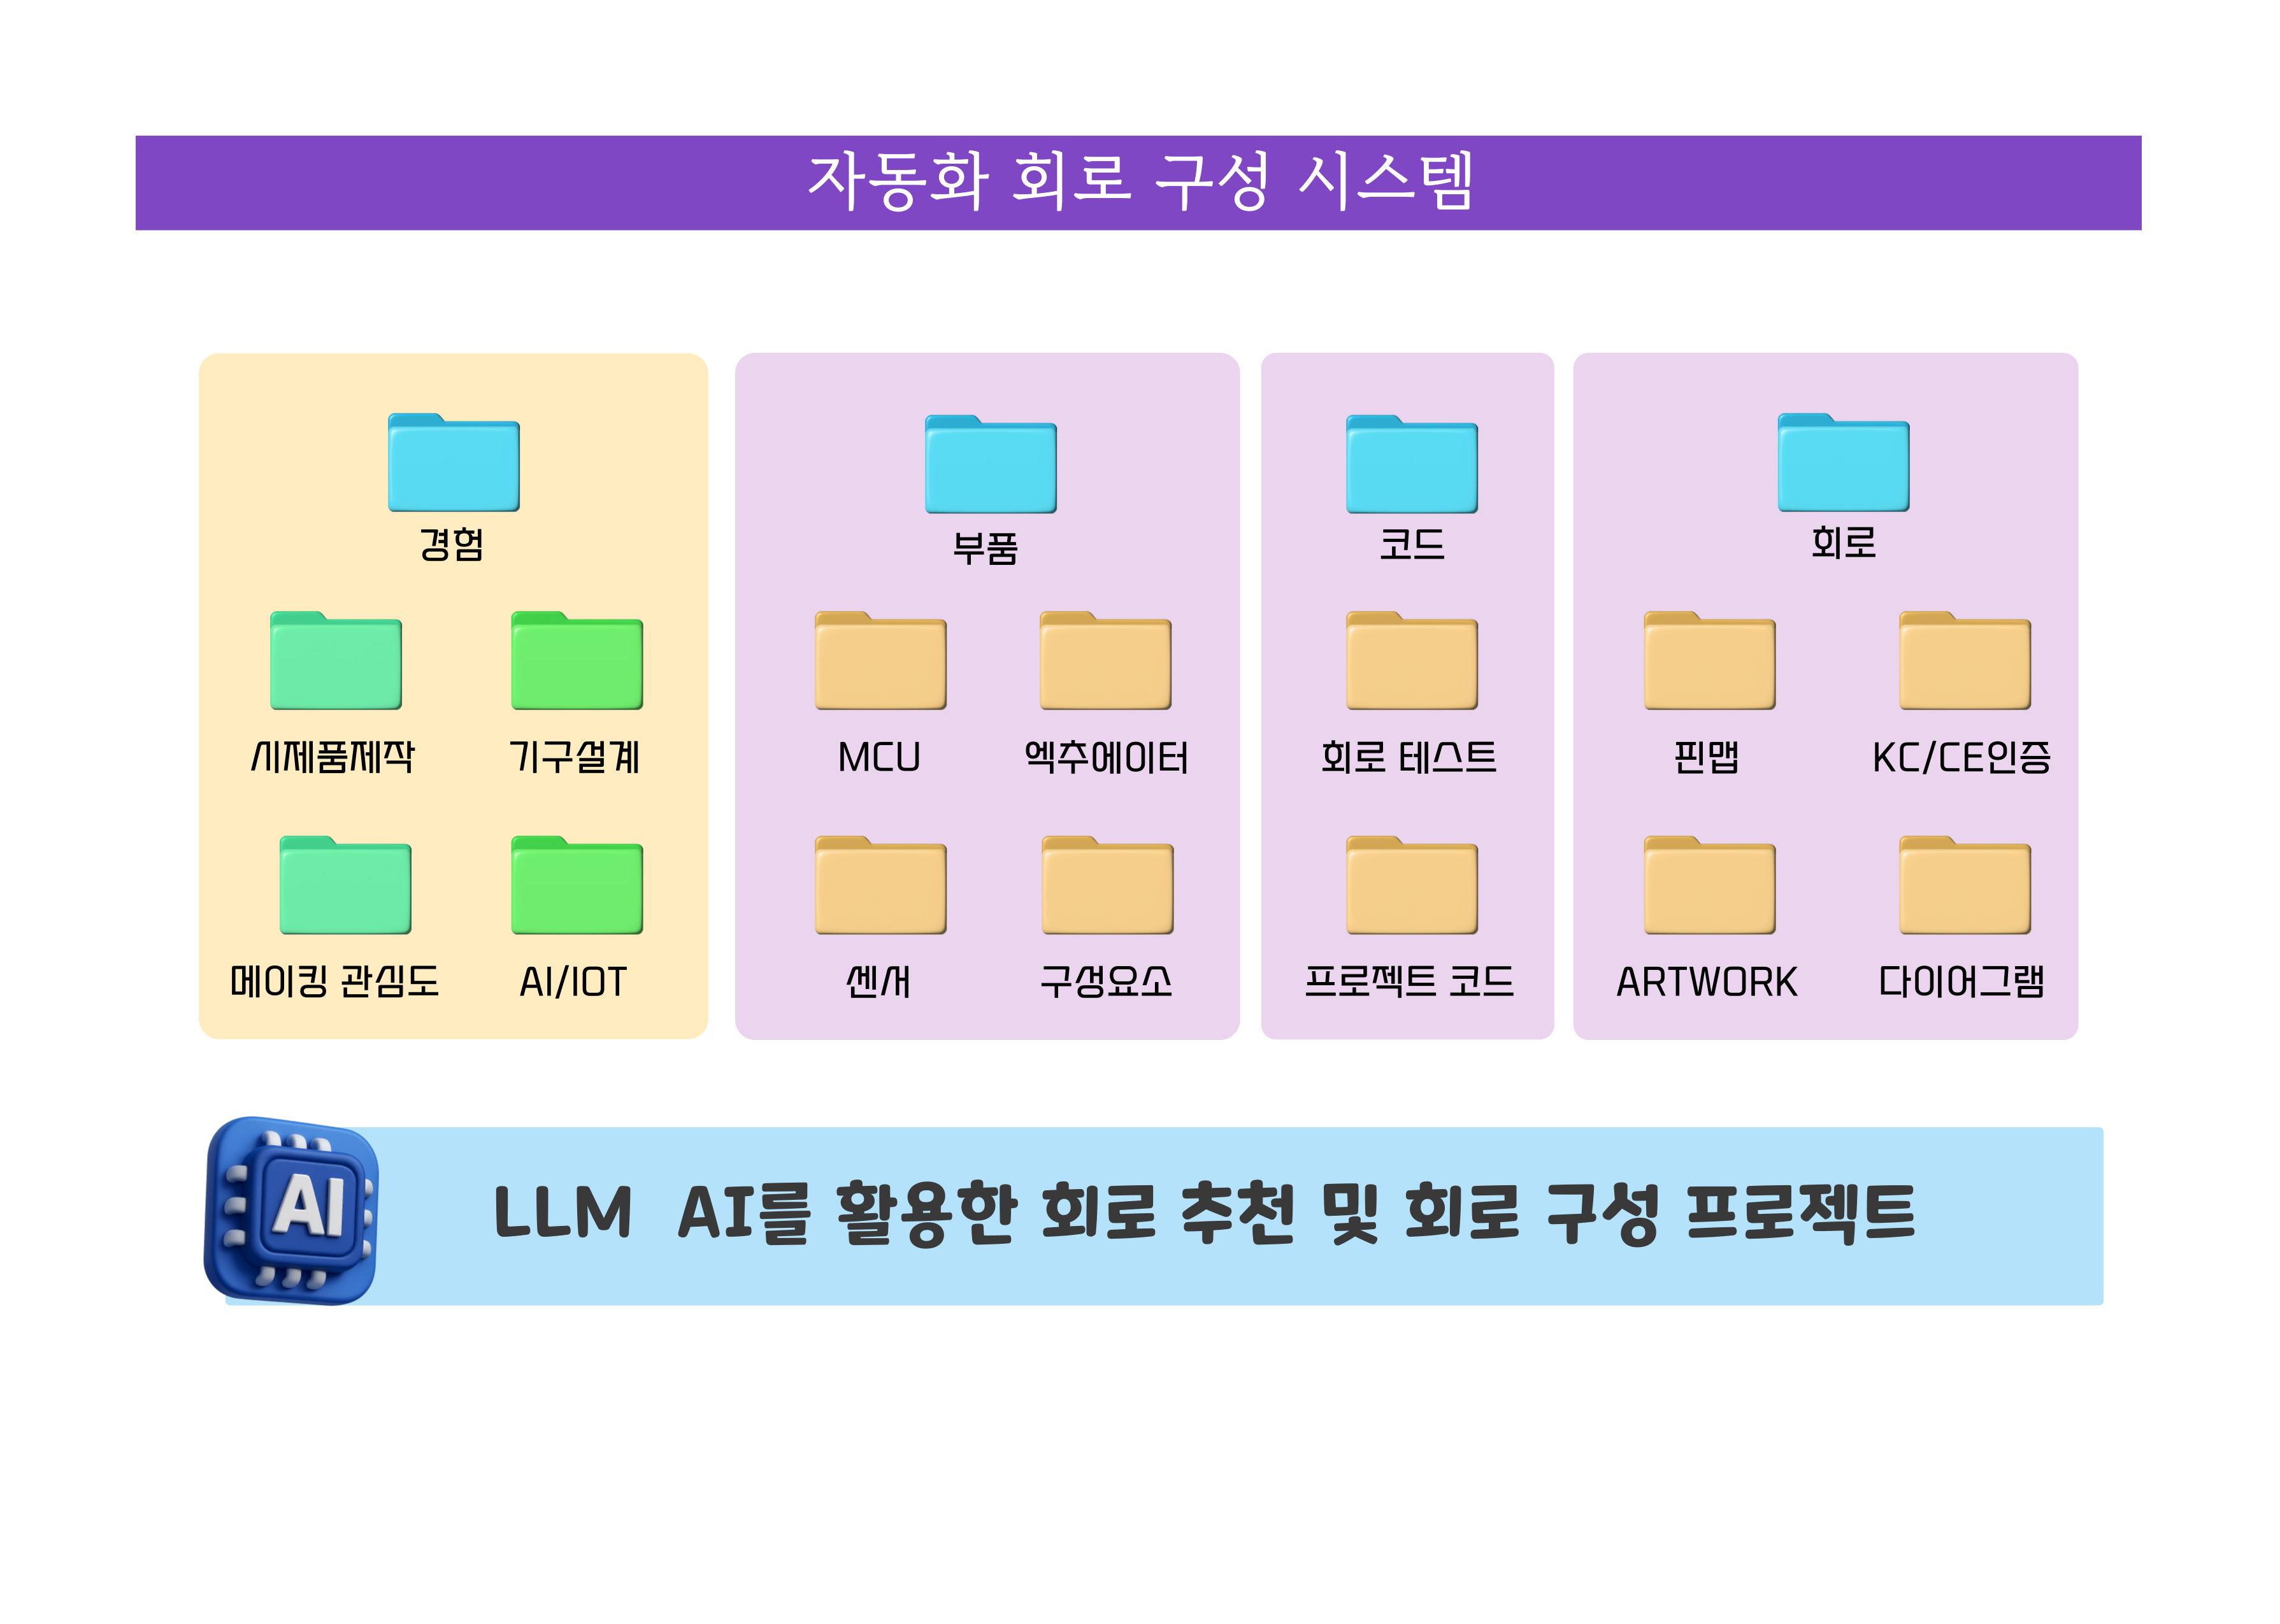 자동화 회로 구성 시스템
경험
부품
코드
회로
시제품제작
기구설계
MCU
엑추에이터
회로 테스트
핀맵
KC/CE인증
메이킹 관심도
AI/IOT
센새
구성요소
프로젝트 코드
ARTWORK
다이어그램
AI
LLM AI를 활용한 회로 추천 및 회로 구성 프로젝트